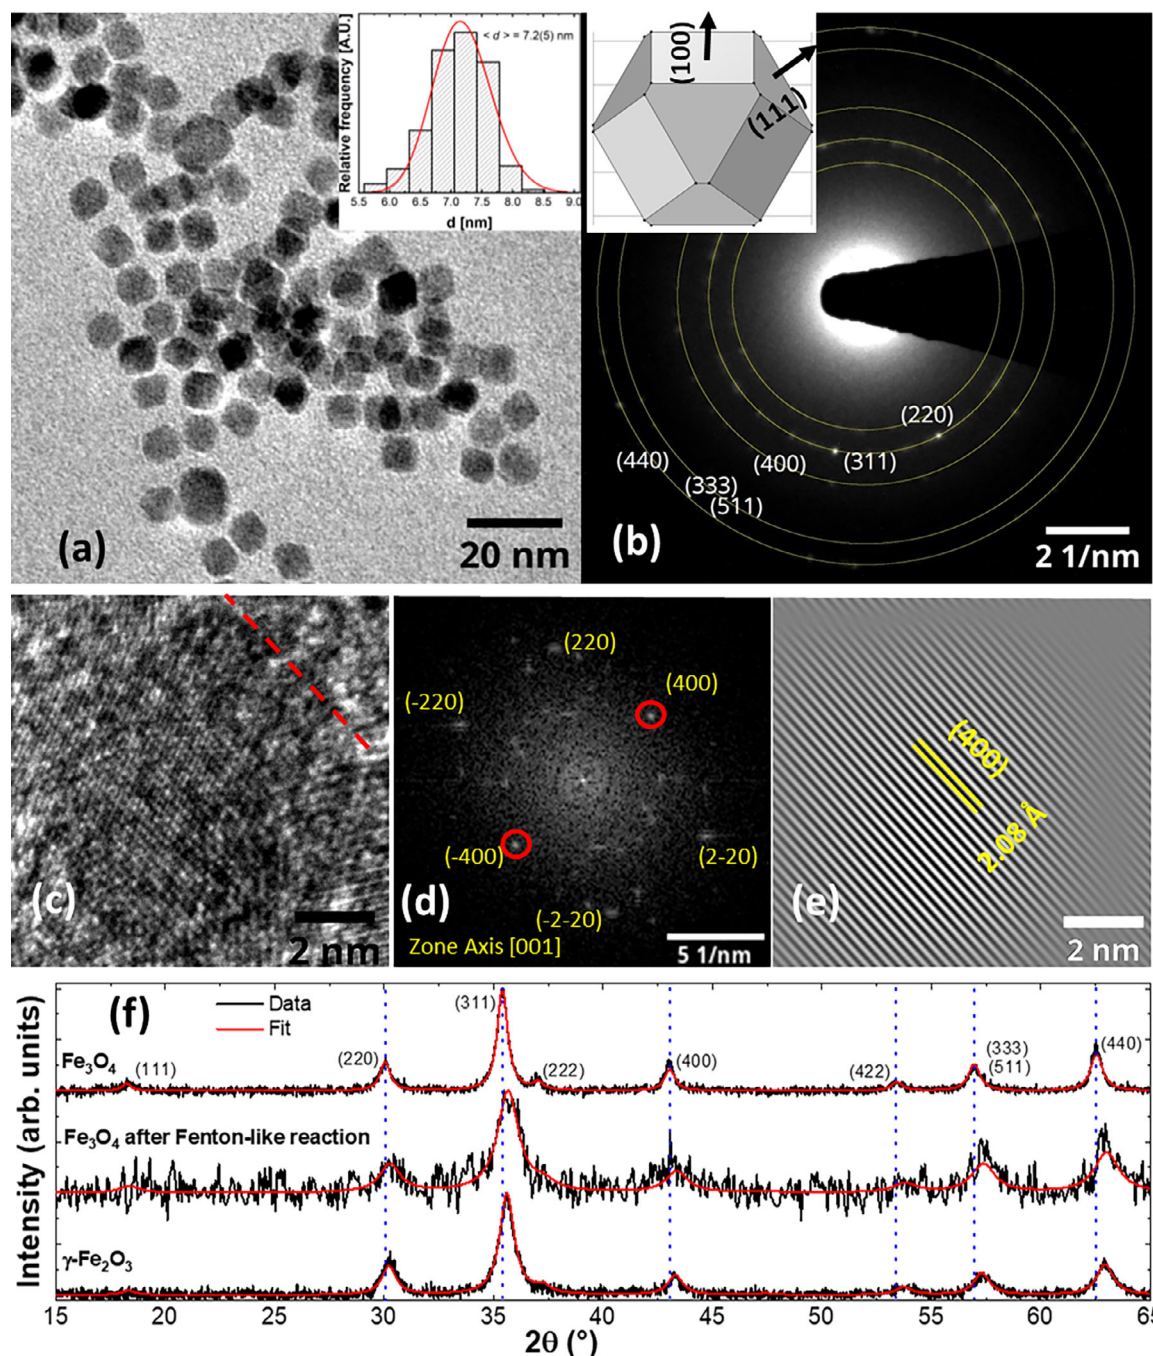 Relative frequency [A.U.]
< d > = 7.2(5) nm
5.5 6.0 6.5 7.0 7.5 8.0 8.5 9.0
d [nm]
(a)
20 nm
(100)
(111)
(220)
(311)
(400)
(440)
(333)
(511)
(b)
2 1/nm
(c)
2 nm
(220)
(400)
(-220)
(-400)
(2-20)
(-2-20)
(d)
Zone Axis [001]
5 1/nm
(400)
2.08 Å
(e)
2 nm
Intensity (arb. units)
(f)
Data
Fit
Fe₃O₄
(111)
(220)
(311)
(222)
(400)
(422)
(333)
(511)
(440)
Fe₃O₄ after Fenton-like reaction
γ-Fe₂O₃
15 20 25 30 35 40 45 50 55 60 65
2θ (°)